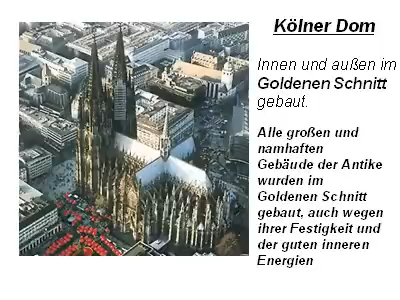 Kölner Dom
Innen und außen im
Goldenen Schnitt
gebaut.
Alle großen und
namhaften
Gebäude der Antike
wurden im
Goldenen Schnitt
gebaut, auch wegen
ihrer Festigkeit und
der guten inneren
Energien